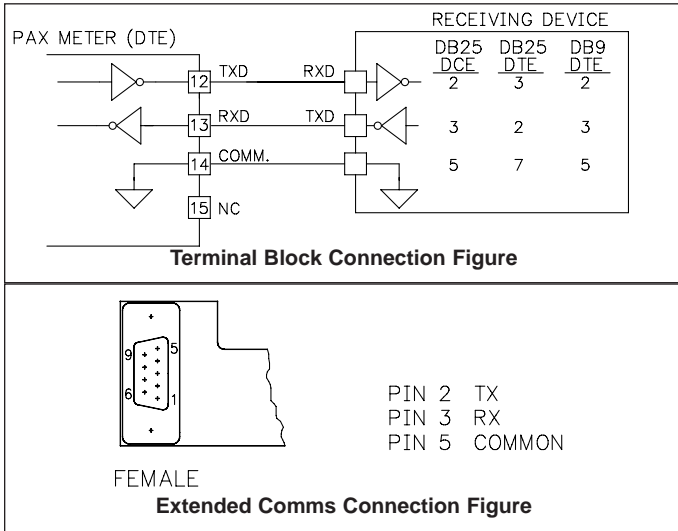 RECEIVING DEVICE
PAX METER (DTE)
DB25 DB25 DB9
DCE DTE DTE
12 TXD RXD 2 3 2
13 RXD TXD 3 2 3
14 COMM. 5 7 5
15 NC
Terminal Block Connection Figure
9 5
6 1
PIN 2 TX
PIN 3 RX
PIN 5 COMMON
FEMALE
Extended Comms Connection Figure